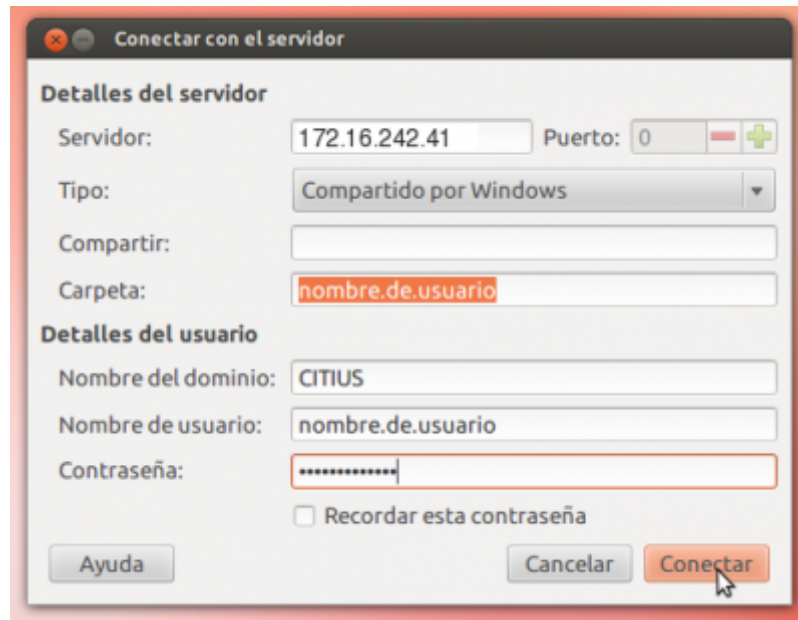 Conectar con el servidor
Detalles del servidor
Servidor: 172.16.242.41 Puerto: 0
Tipo: Compartido por Windows
Compartir:
Carpeta: nombre.de.usuario
Detalles del usuario
Nombre del dominio: CITIUS
Nombre de usuario: nombre.de.usuario
Contraseña: •••••••••••••
Recordar esta contraseña
Ayuda Cancelar Conectar